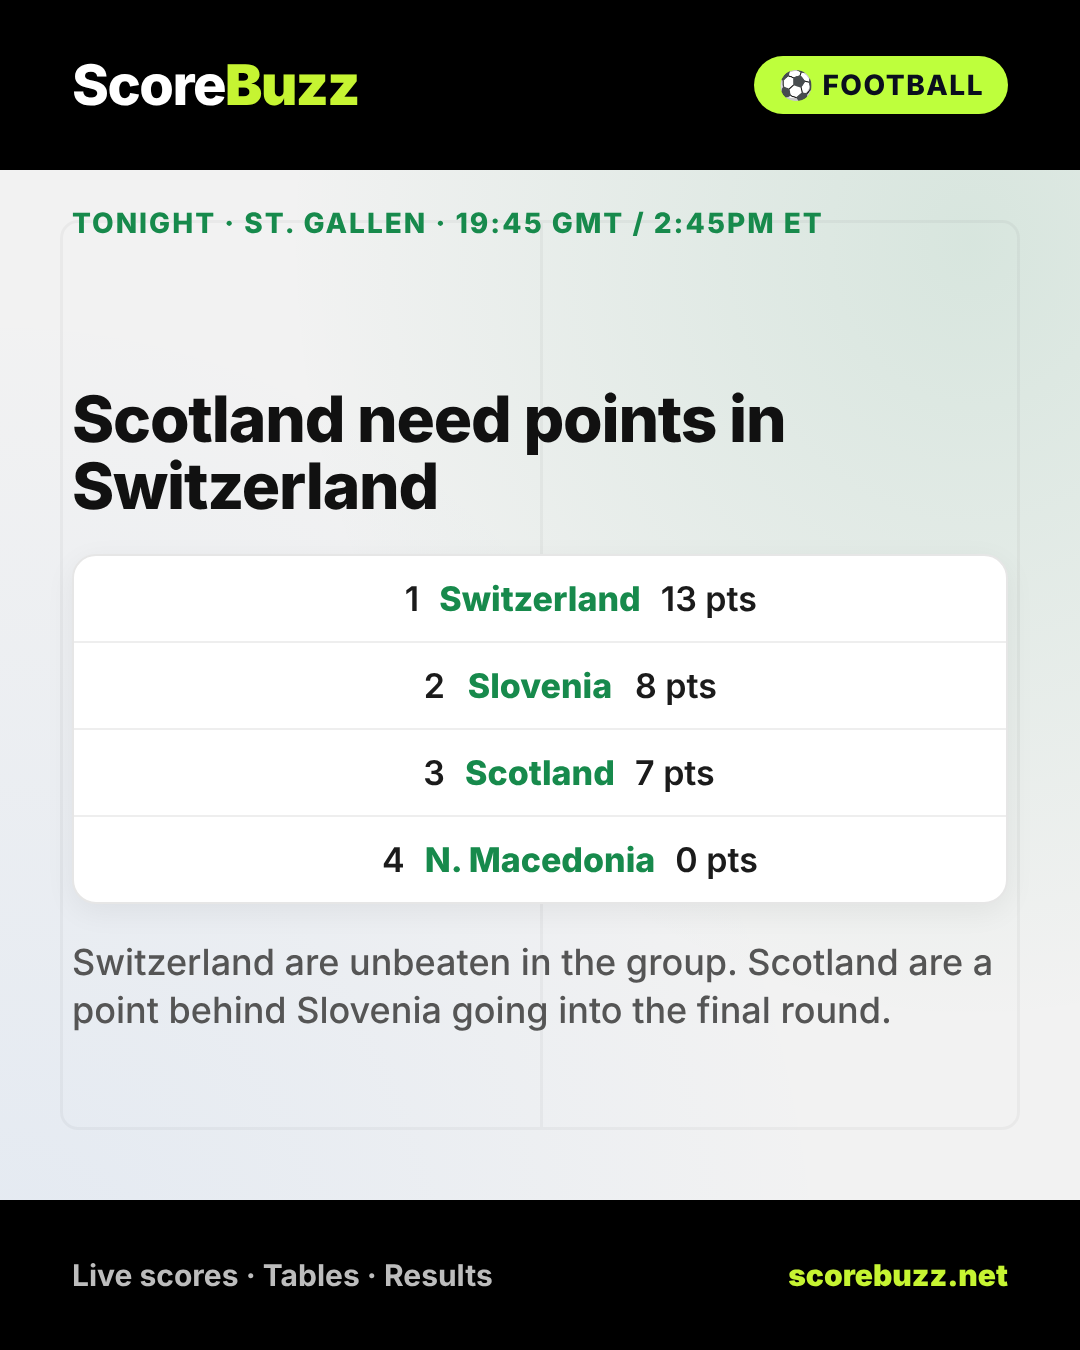 ScoreBuzz
⚽ FOOTBALL
TONIGHT · ST. GALLEN · 19:45 GMT / 2:45PM ET
Scotland need points in
Switzerland
1 Switzerland 13 pts
2 Slovenia 8 pts
3 Scotland 7 pts
4 N. Macedonia 0 pts
Switzerland are unbeaten in the group. Scotland are a
point behind Slovenia going into the final round.
Live scores · Tables · Results
scorebuzz.net